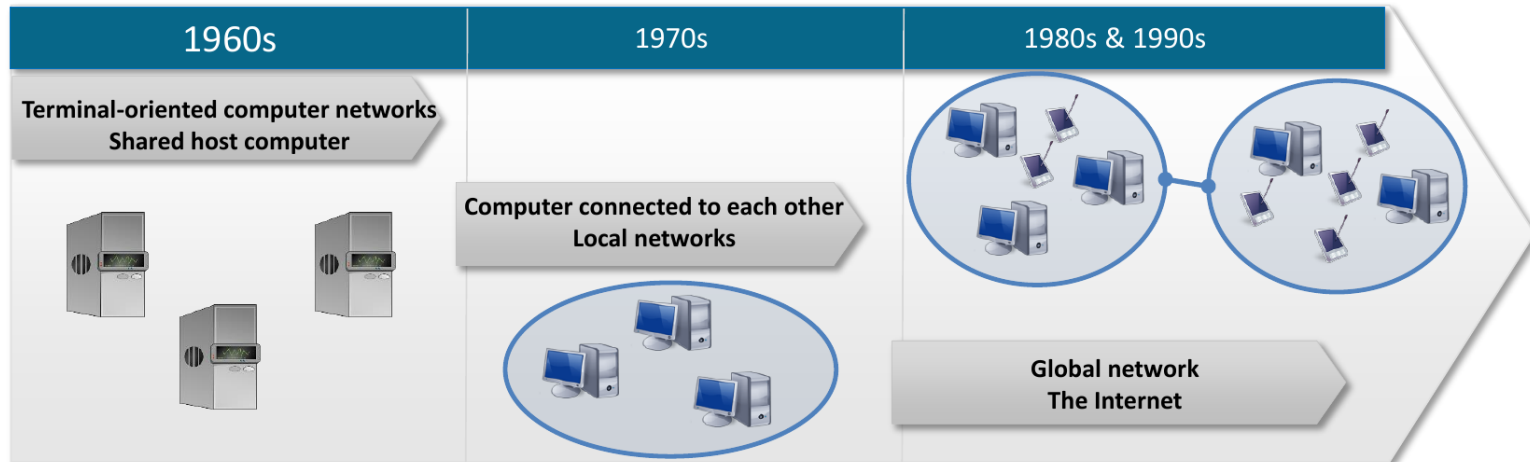 1960s
1970s
1980s & 1990s
Terminal-oriented computer networks
Shared host computer
Computer connected to each other
Local networks
Global network
The Internet